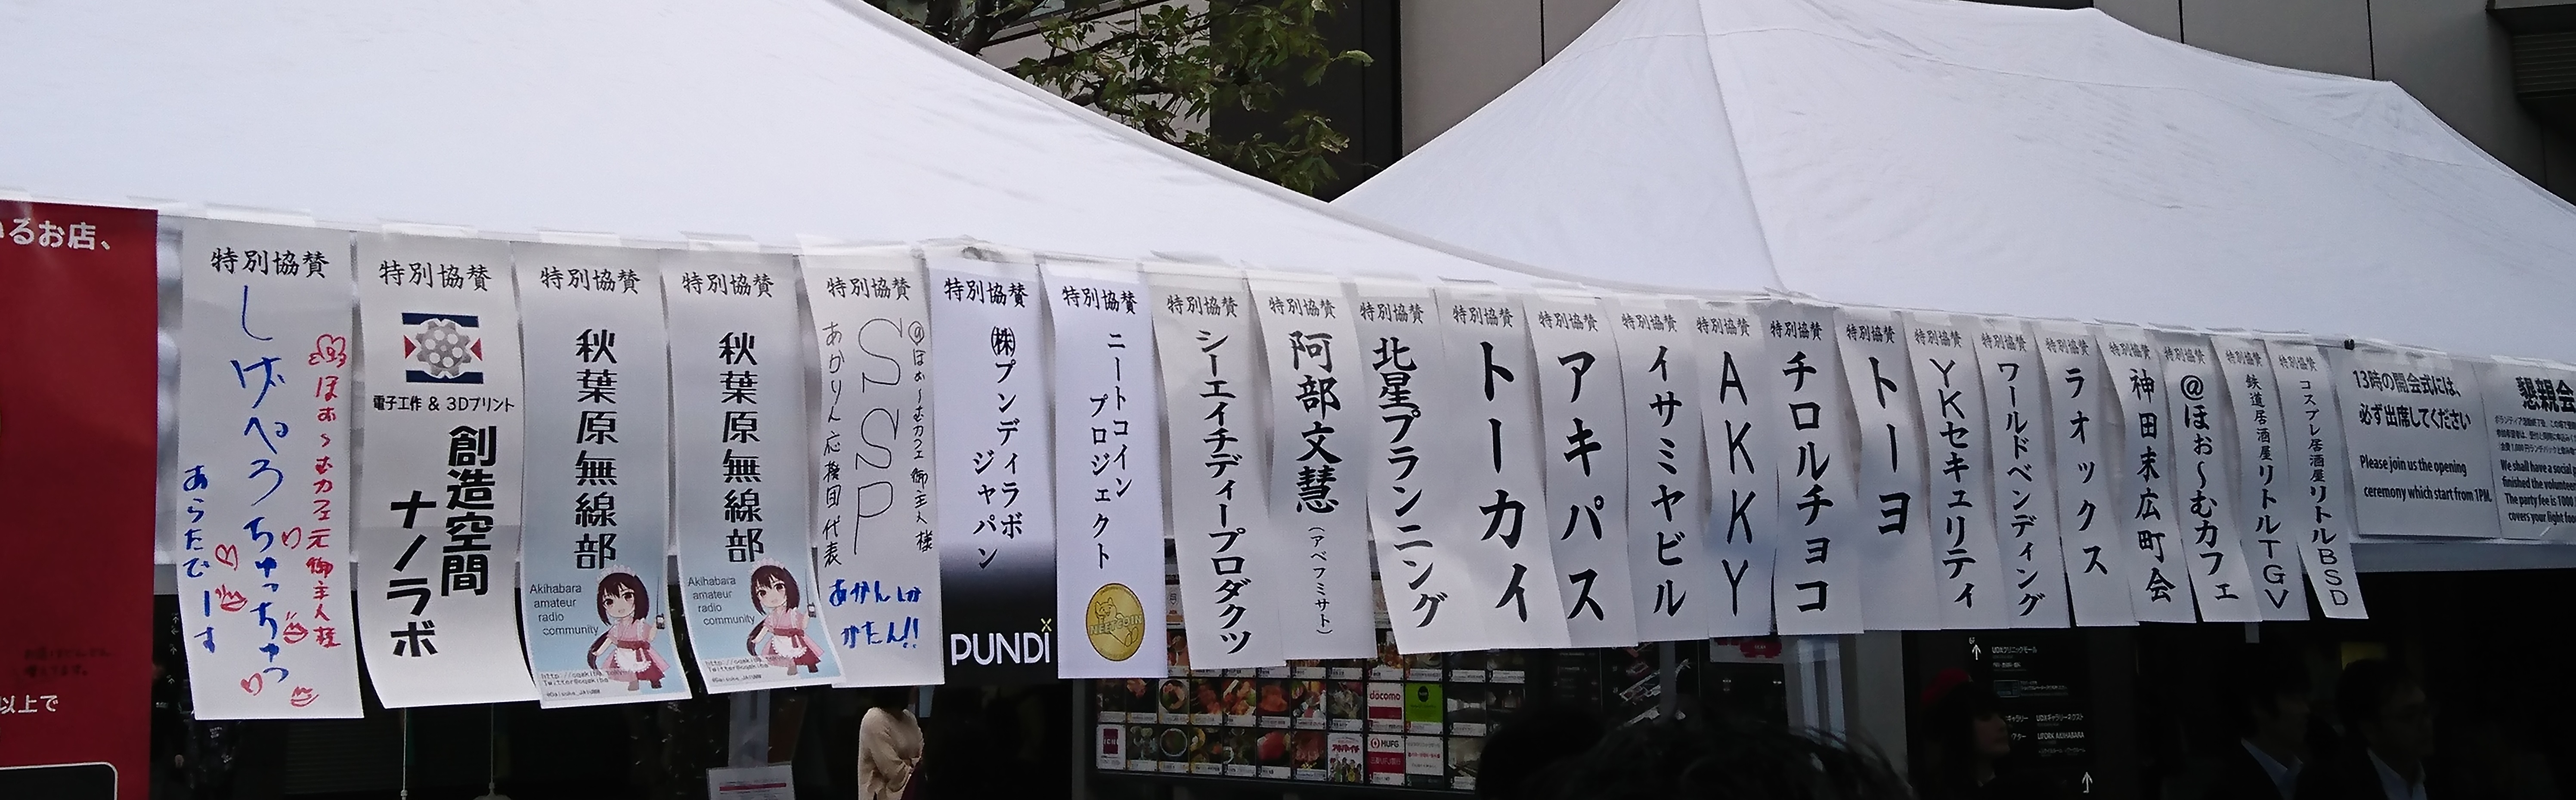 いるお店、
以上で
特別協賛
ほぉ〜むカフェ元御主人様
しげぺろちゅっちゅっ
あらたでーす
特別協賛
電子工作 & 3Dプリント
創造空間
ナノラボ
特別協賛
秋葉原無線部
Akihabara
amateur
radio
community
特別協賛
秋葉原無線部
Akihabara
amateur
radio
community
特別協賛
@ほぉ〜むカフェ御主人様
SSP
あかりん応援団代表
特別協賛
㈱プンディラボ
ジャパン
PUNDI X
特別協賛
ニートコイン
プロジェクト
NEETCOIN
特別協賛
シーエイチディープロダクツ
特別協賛
阿部文慧
(アベフミサト)
特別協賛
北星プランニング
特別協賛
トーカイ
特別協賛
アキバス
特別協賛
イサミヤビル
特別協賛
AKKY
特別協賛
チロルチョコ
特別協賛
トーヨ
特別協賛
YKセキュリティ
特別協賛
ワールドベンディング
特別協賛
ラオックス
特別協賛
神田末広町会
特別協賛
@ほぉ〜むカフェ
特別協賛
鉄道居酒屋リトルTGV
特別協賛
コスプレ居酒屋リトルBSD
13時の開会式には、
必ず出席してください
Please join us the opening
ceremony which start from 1PM.
懇親会
We shall have a social
finished the volunteer
The party fee is 1000
covers your light foo
docomo
MUFG
UDXクリニックモール